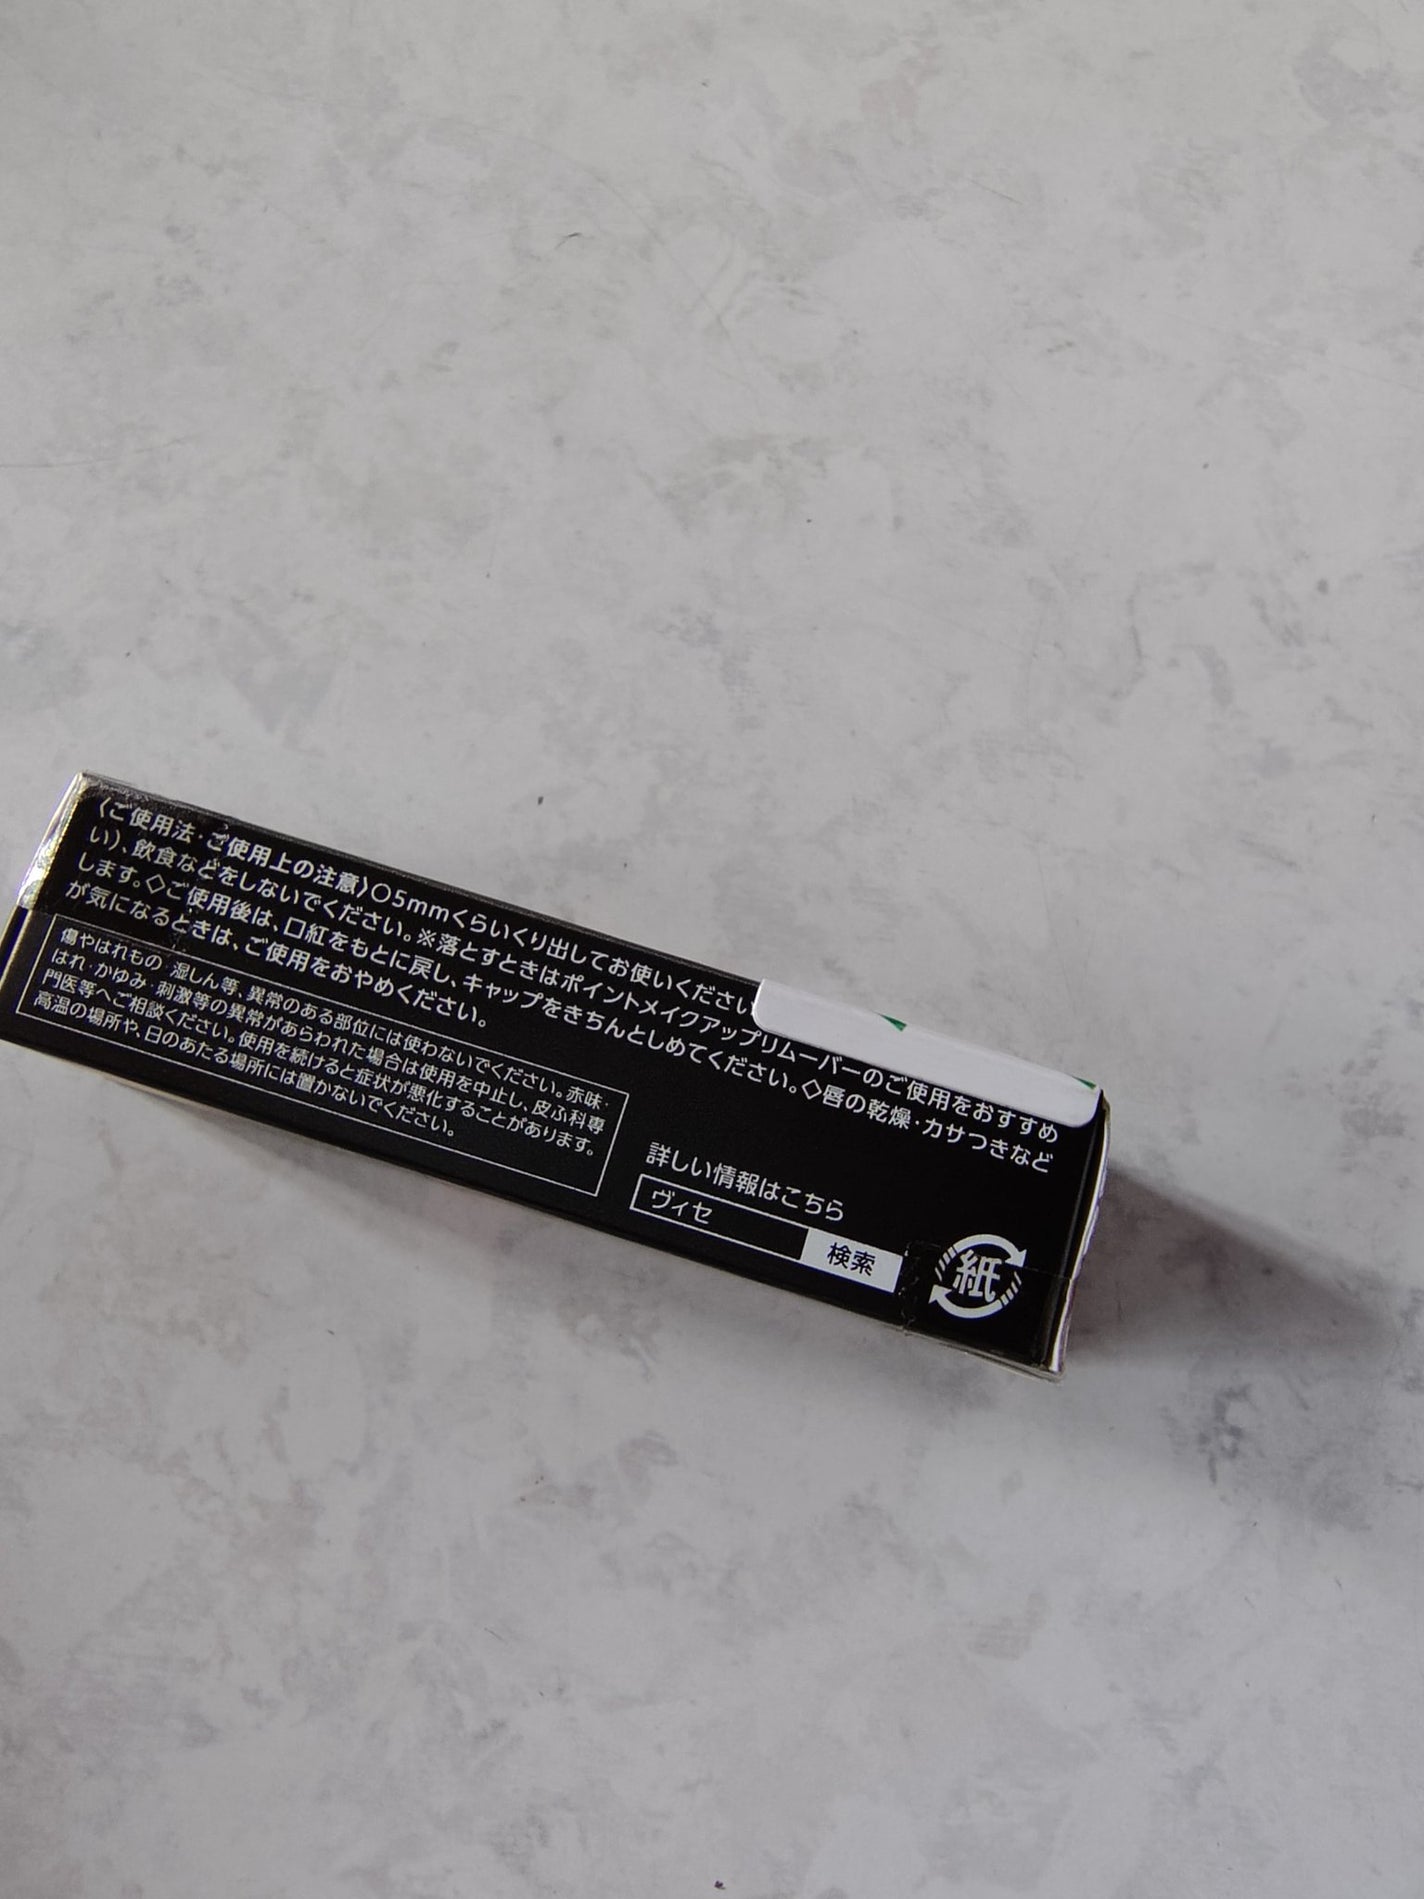 〈ご使用法・ご使用上の注意〉○5mmくらいくり出してお使いください
い)、飲食などをしないでください。※落とすときはポイントメイクアップリムーバーのご使用をおすすめ
します。◇ご使用後は、口紅をもとに戻し、キャップをきちんとしめてください。◇唇の乾燥・カサつきなど
が気になるときは、ご使用をおやめください。
傷やはれもの・湿しん等、異常のある部位には使わないでください。赤味・
はれ・かゆみ・刺激等の異常があらわれた場合は使用を中止し、皮ふ科専
門医等へご相談ください。使用を続けると症状が悪化することがあります。
高温の場所や、日のあたる場所には置かないでください。
詳しい情報はこちら
ヴィセ 検索
紙